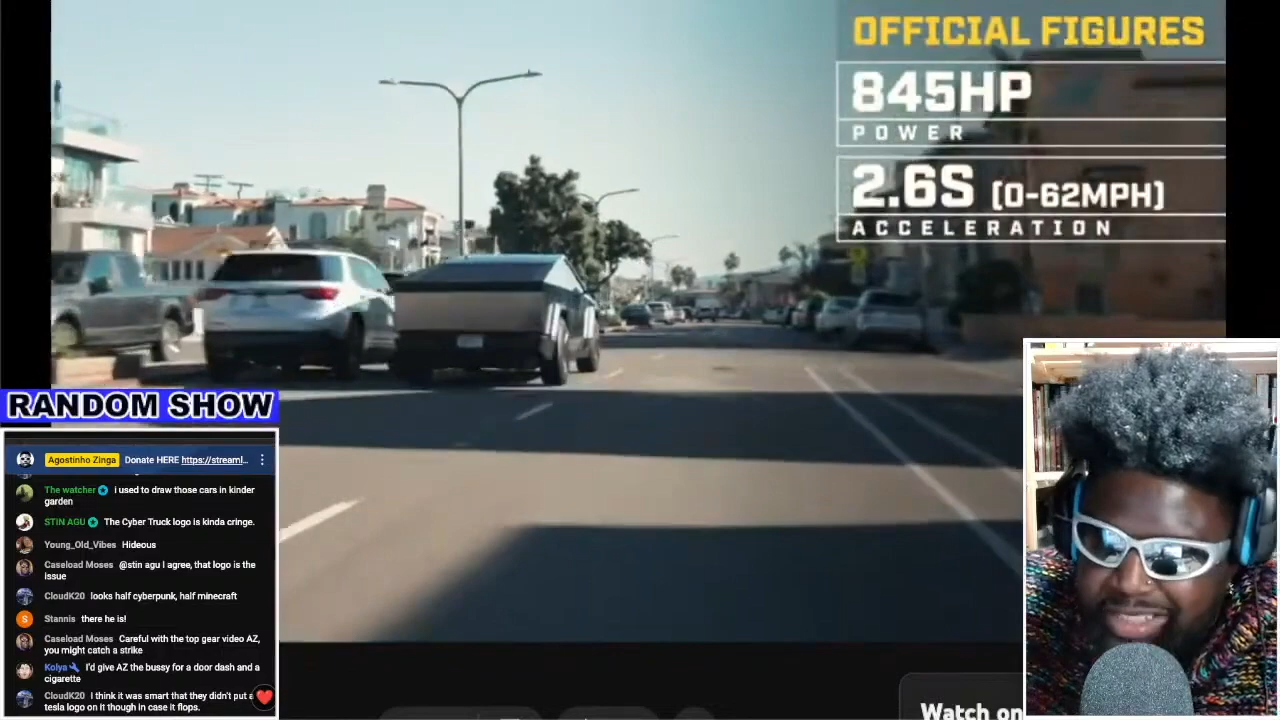 OFFICIAL FIGURES
845HP
POWER
2.6S [0-62MPH]
ACCELERATION
RANDOM SHOW
Agostinho Zinga Donate HERE https://streaml...
The watcher i used to draw those cars in kinder
garden
STIN AGU The Cyber Truck logo is kinda cringe.
Young_Old_Vibes Hideous
Caseload Moses @stin agu I agree, that logo is the
issue
CloudK20 looks half cyberpunk, half minecraft
S
Stannis there he is!
Caseload Moses Careful with the top gear video AZ,
you might catch a strike
Kolya I'd give AZ the bussy for a door dash and a
cigarette
CloudK20 I think it was smart that they didn't put a
tesla logo on it though in case it flops.
Watch on